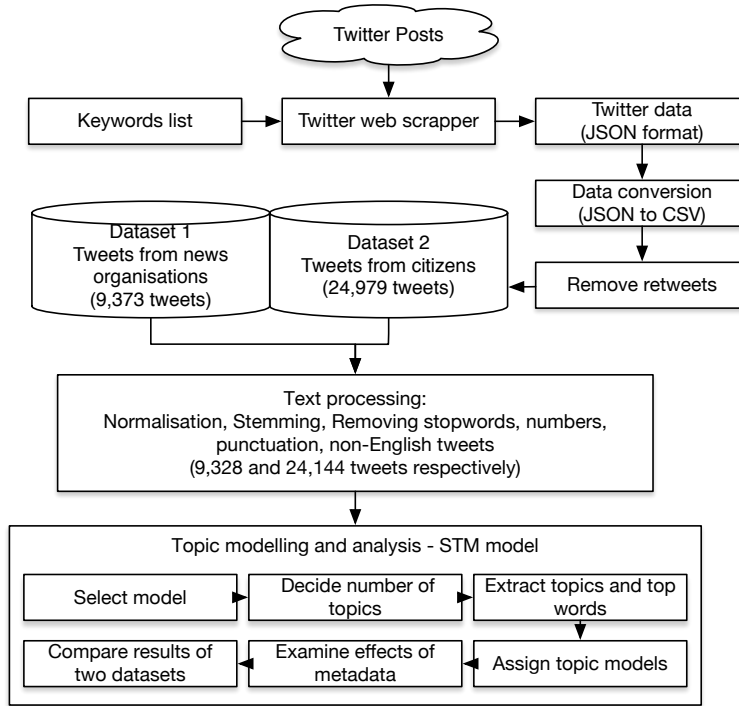 Twitter Posts
Keywords list
Twitter web scrapper
Twitter data
(JSON format)
Data conversion
(JSON to CSV)
Remove retweets
Dataset 1
Tweets from news
organisations
(9,373 tweets)
Dataset 2
Tweets from citizens
(24,979 tweets)
Text processing:
Normalisation, Stemming, Removing stopwords, numbers,
punctuation, non-English tweets
(9,328 and 24,144 tweets respectively)
Topic modelling and analysis - STM model
Select model
Decide number of
topics
Extract topics and top
words
Assign topic models
Examine effects of
metadata
Compare results of
two datasets